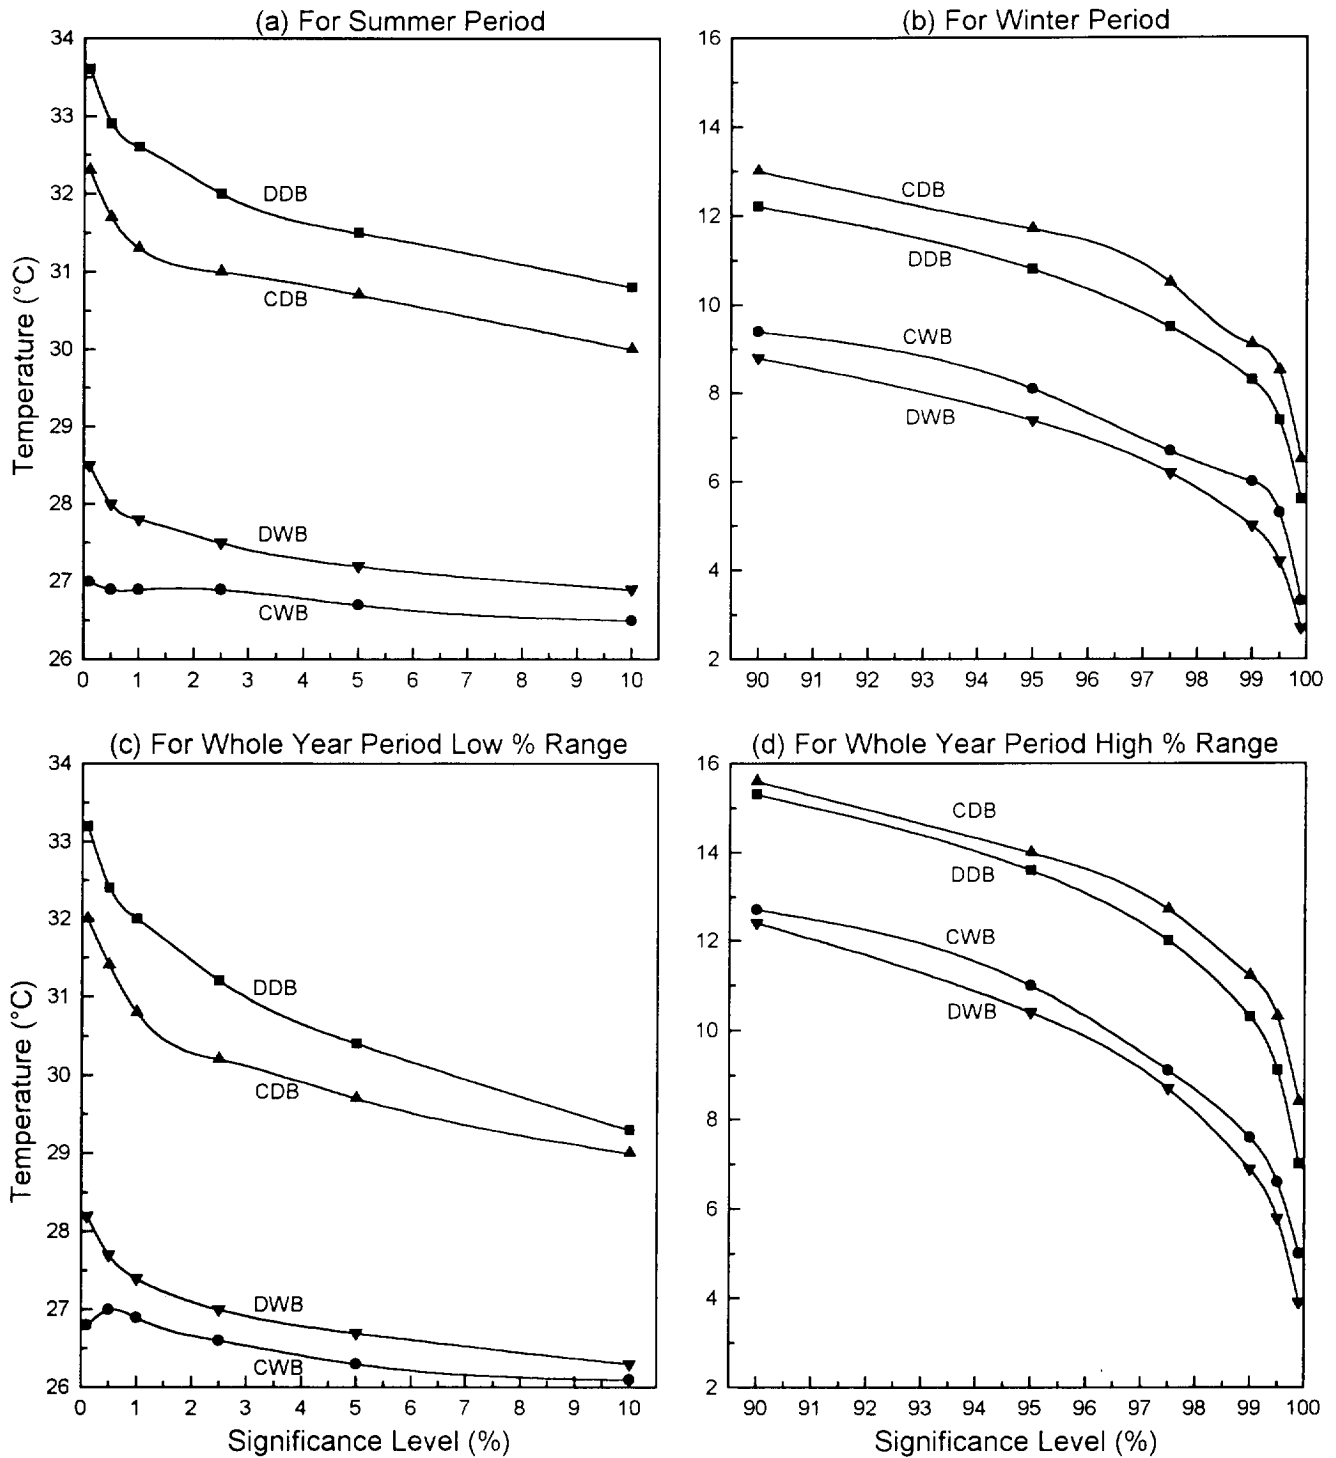 (a) For Summer Period
34
33
32
31
30
29
28
27
26
Temperature (°C)
DDB
CDB
DWB
CWB
0 1 2 3 4 5 6 7 8 9 10
(b) For Winter Period
16
14
12
10
8
6
4
2
CDB
DDB
CWB
DWB
90 91 92 93 94 95 96 97 98 99 100
(c) For Whole Year Period Low % Range
34
33
32
31
30
29
28
27
26
Temperature (°C)
DDB
CDB
DWB
CWB
0 1 2 3 4 5 6 7 8 9 10
Significance Level (%)
(d) For Whole Year Period High % Range
16
14
12
10
8
6
4
2
CDB
DDB
CWB
DWB
90 91 92 93 94 95 96 97 98 99 100
Significance Level (%)